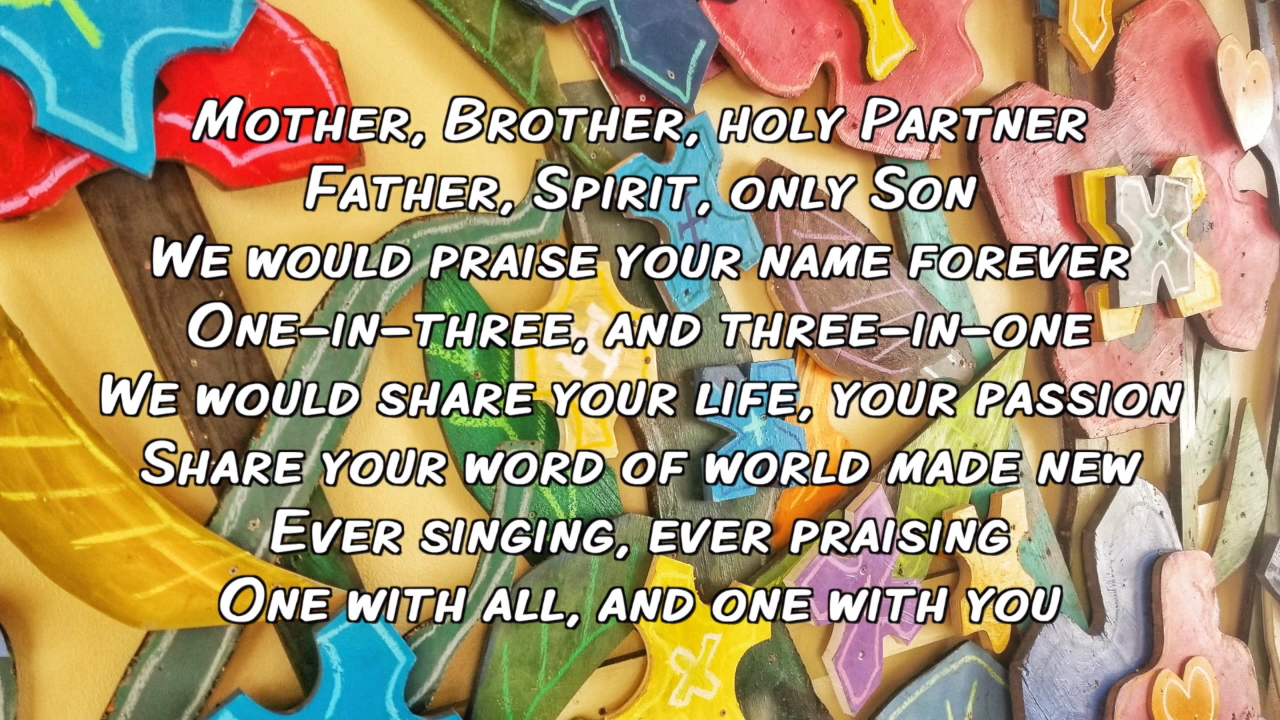 Mother, Brother, holy Partner
Father, Spirit, only Son
We would praise your name forever
One-in-three, and three-in-one
We would share your life, your passion
Share your word of world made new
Ever singing, ever praising
One with all, and one with you